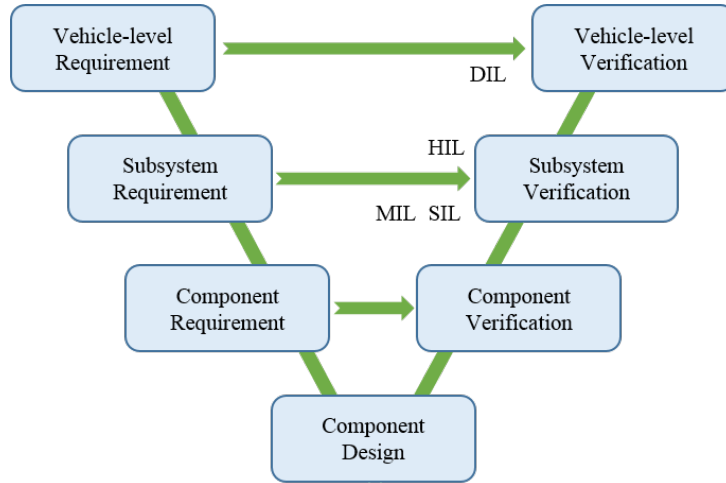 Vehicle-level
Requirement
Vehicle-level
Verification
DIL
HIL
Subsystem
Requirement
Subsystem
Verification
MIL SIL
Component
Requirement
Component
Verification
Component
Design